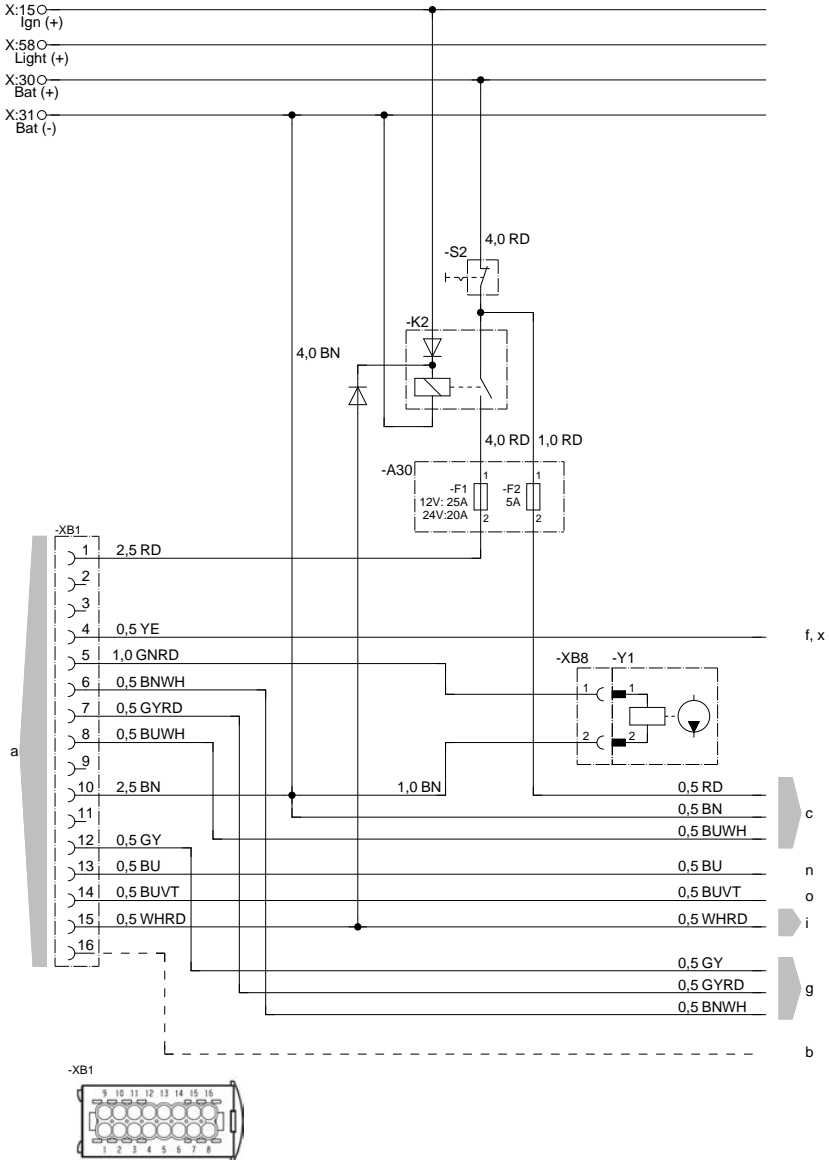 X:15
Ign (+)
X:58
Light (+)
X:30
Bat (+)
X:31
Bat (-)
4,0 RD
-S2
-K2
4,0 BN
4,0 RD 1,0 RD
-A30
1 1
-F1 -F2
12V: 25A 5A
24V:20A
2 2
-XB1
1 2,5 RD
2
3
4 0,5 YE f, x
5 1,0 GNRD
-XB8 -Y1
6 0,5 BNWH 1 1
7 0,5 GYRD
8 0,5 BUWH 2 2
a
9
10 2,5 BN 1,0 BN 0,5 RD
0,5 BN c
11
0,5 BUWH
12 0,5 GY
13 0,5 BU 0,5 BU n
14 0,5 BUVT 0,5 BUVT o
15 0,5 WHRD 0,5 WHRD i
16
0,5 GY
0,5 GYRD g
0,5 BNWH
b
-XB1
9 10 11 12 13 14 15 16
1 2 3 4 5 6 7 8